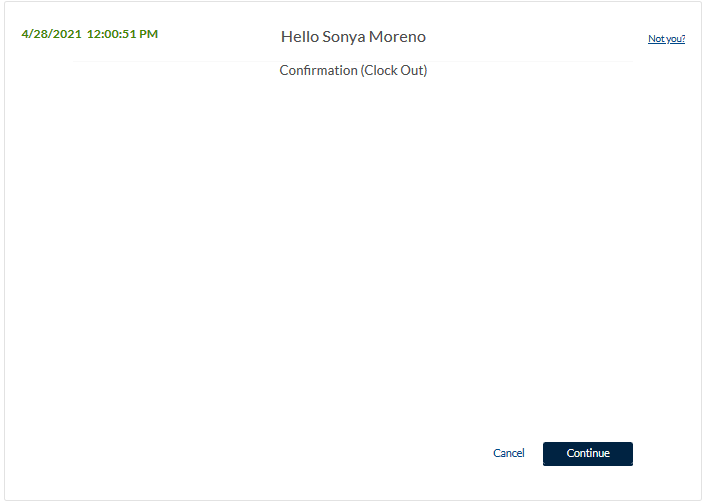 4/28/2021 12:00:51 PM
Hello Sonya Moreno
Not you?
Confirmation (Clock Out)
Cancel
Continue